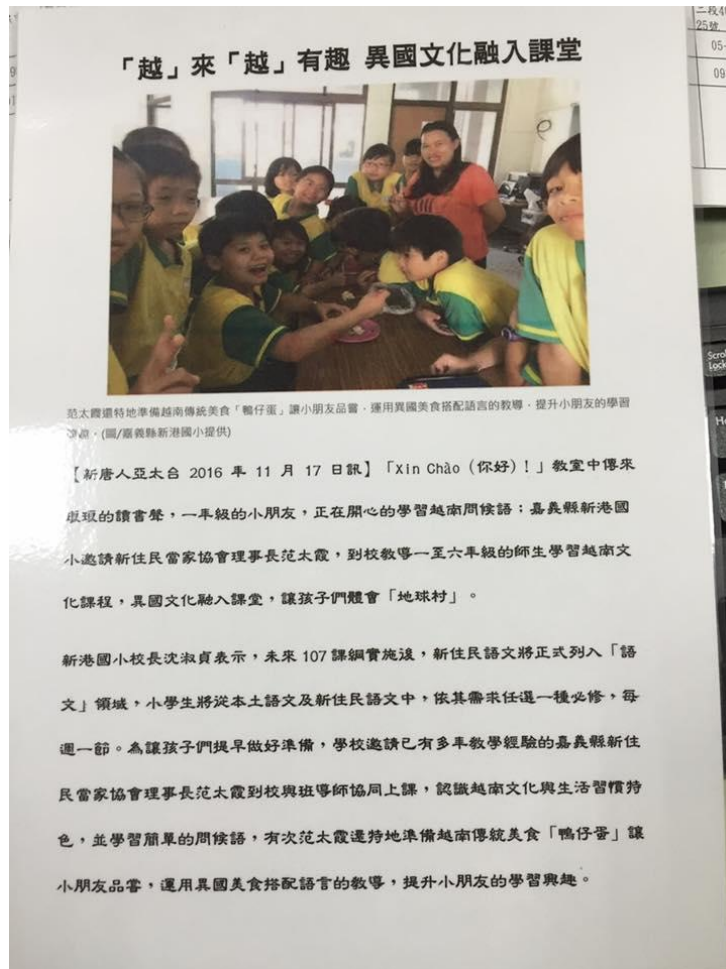 「越」來「越」有趣 異國文化融入課堂
范太霞還特地準備越南傳統美食「鴨仔蛋」讓小朋友品嘗，運用異國美食搭配語言的教導，提升小朋友的學習
。(圖/嘉義縣新港國小提供)
【新唐人亞太台 2016 年 11 月 17 日訊】「Xin Chào (你好)！」教室中傳來
琅琅的讀書聲，一年級的小朋友，正在開心的學習越南問候語；嘉義縣新港國
小邀請新住民當家協會理事長范太霞，到校教導一至六年級的師生學習越南文
化課程，異國文化融入課堂，讓孩子們體會「地球村」。
新港國小校長沈淑貞表示，未來 107 課綱實施後，新住民語文將正式列入「語
文」領域，小學生將從本土語文及新住民語文中，依其需求任選一種必修，每
週一節。為讓孩子們提早做好準備，學校邀請已有多年教學經驗的嘉義縣新住
民當家協會理事長范太霞到校與班導師協同上課，認識越南文化與生活習慣特
色，並學習簡單的問候語，有次范太霞還特地準備越南傳統美食「鴨仔蛋」讓
小朋友品嘗，運用異國美食搭配語言的教導，提升小朋友的學習興趣。
二段4
25號
05-
09
Scro
Lock